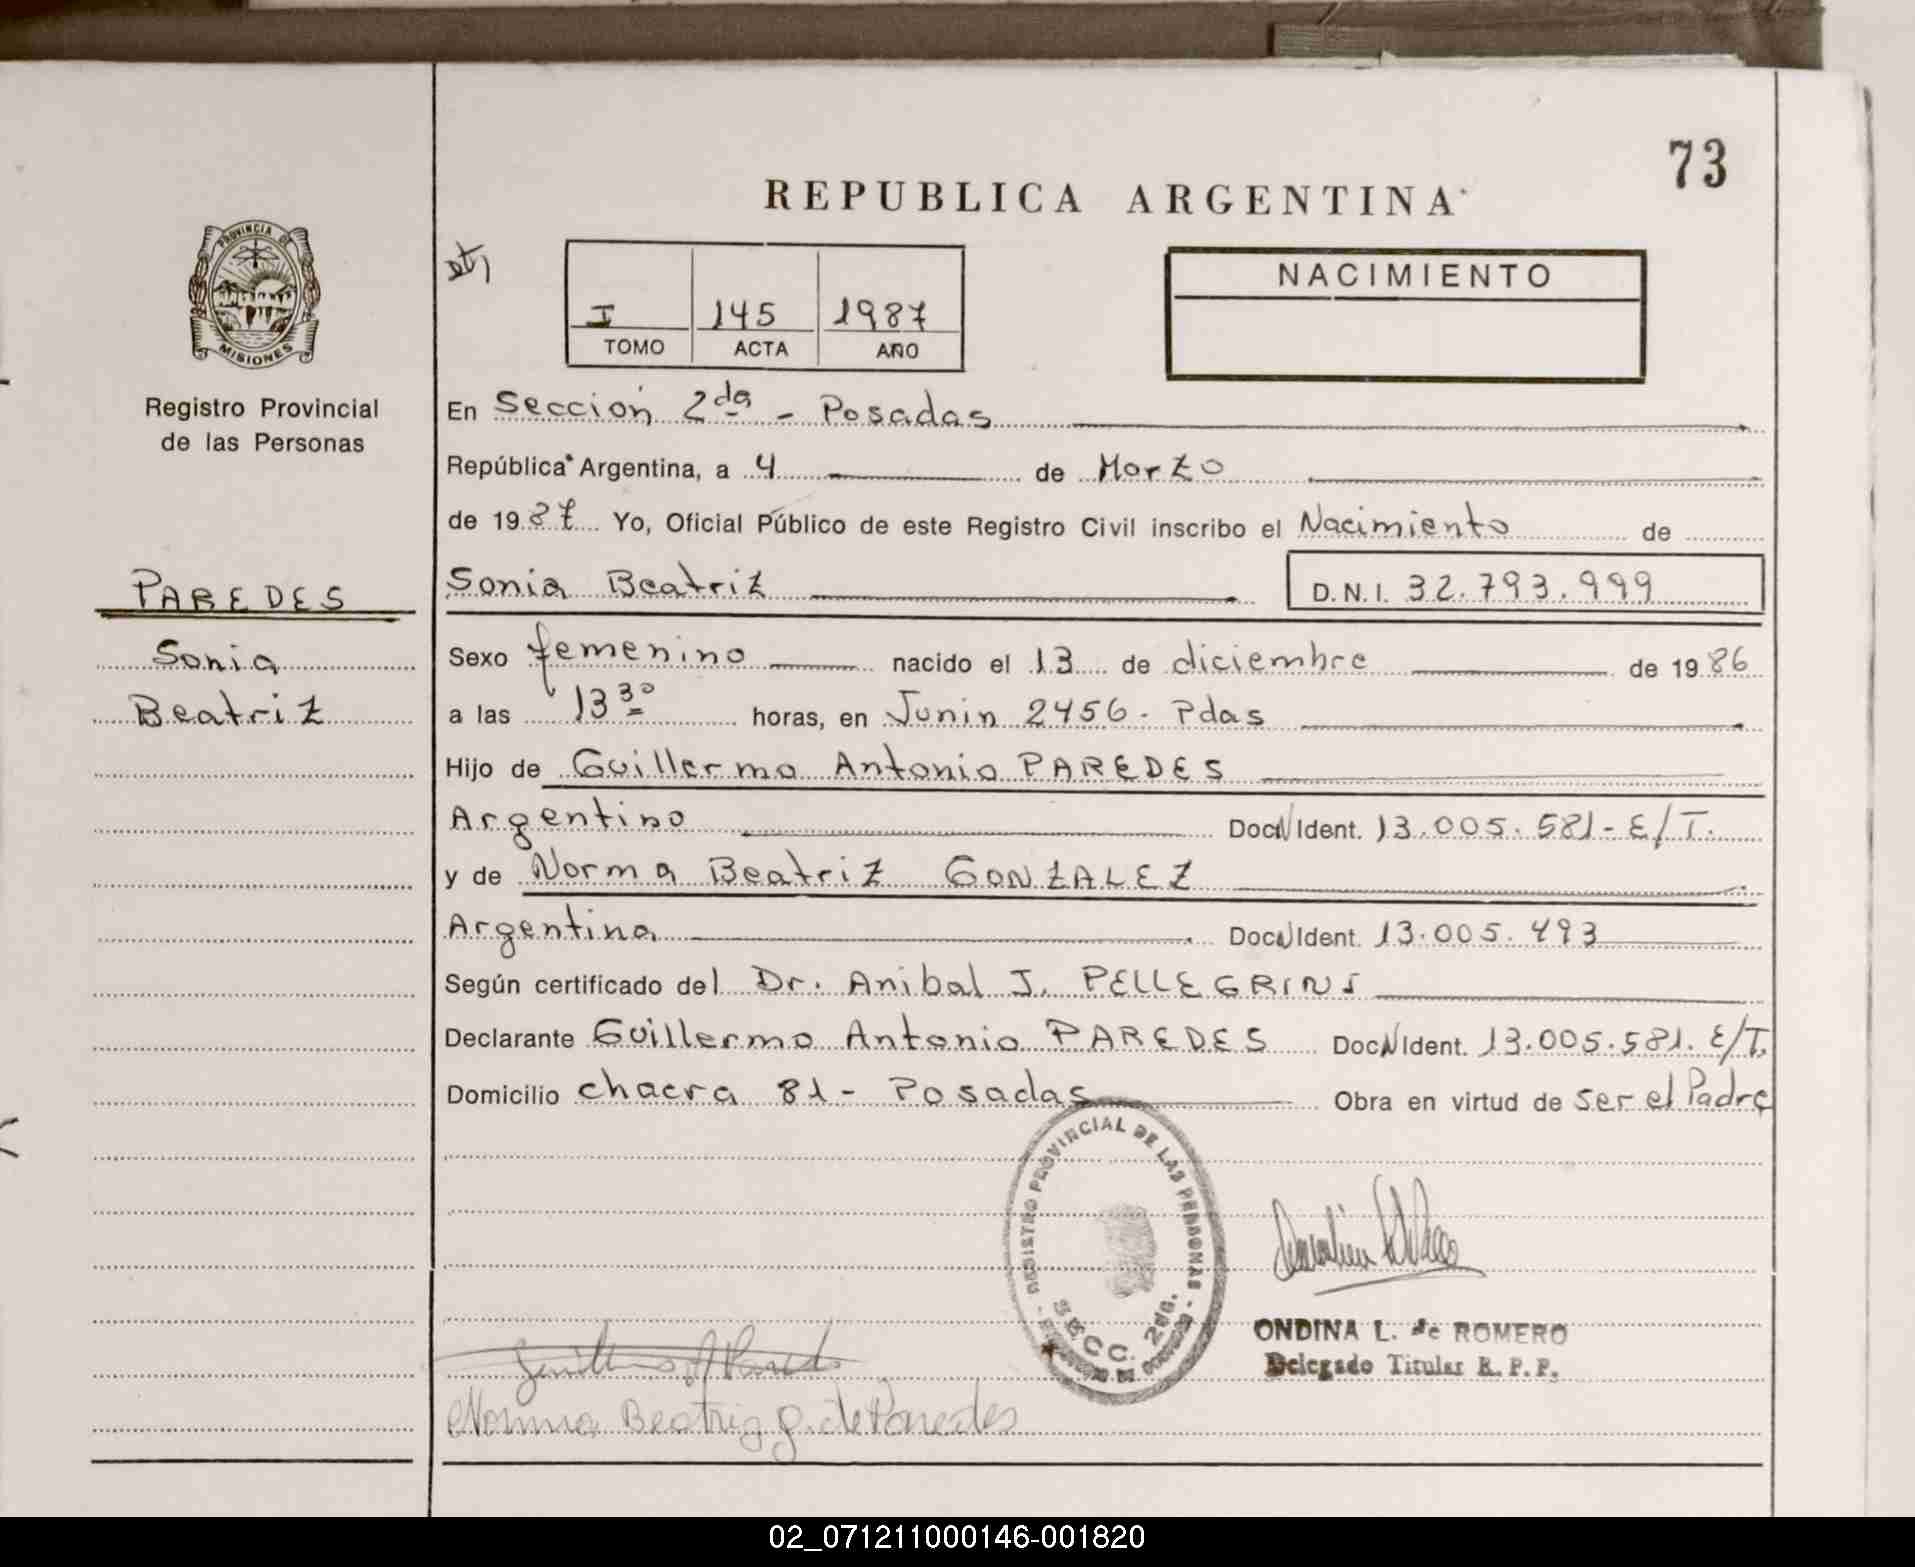 73
REPUBLICA ARGENTINA
PROVINCIA DE
MISIONES
I 145 1987
TOMO ACTA AÑO
NACIMIENTO
Registro Provincial
de las Personas
En Sección 2da - Posadas
República Argentina, a 4 de Marzo
de 1987 Yo, Oficial Público de este Registro Civil inscribo el Nacimiento de
PAREDES
Sonia
Beatriz
Sonia Beatriz D.N.I. 32.793.999
Sexo femenino nacido el 13 de diciembre de 1986
a las 13 30 horas, en Junin 2456 - Pdas
Hijo de Guillermo Antonio PAREDES
Argentino Doc. N Ident. 13.005.581 - E/T.
y de Norma Beatriz GONZALEZ
Argentina Doc. N Ident. 13.005.493
Según certificado del Dr. Anibal J. PELLEGRINI
Declarante Guillermo Antonio PAREDES Doc. N Ident. 13.005.581. E/T.
Domicilio chacra 81 - Posadas Obra en virtud de ser el Padre
REGISTRO PROVINCIAL DE LAS PERSONAS
SECC. 2da.
ONDINA L. de ROMERO
Delegado Titular R. P. P.
Norma Beatriz G. de Paredes
02_071211000146-001820